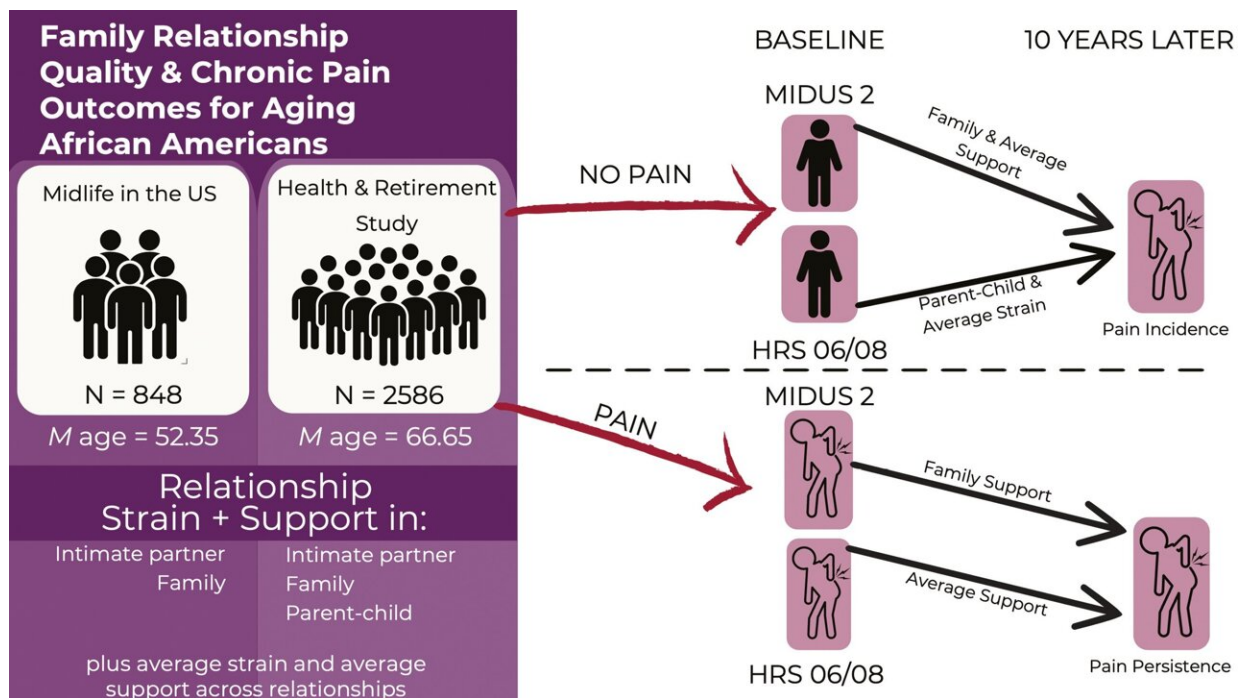 Family Relationship
Quality & Chronic Pain
Outcomes for Aging
African Americans
Midlife in the US
N = 848
M age = 52.35
Health & Retirement
Study
N = 2586
M age = 66.65
Relationship
Strain + Support in:
Intimate partner
Family
Intimate partner
Family
Parent-child
plus average strain and average
support across relationships
NO PAIN
PAIN
BASELINE
10 YEARS LATER
MIDUS 2
Family & Average
Support
Parent-Child &
Average Strain
HRS 06/08
Pain Incidence
MIDUS 2
Family Support
Average Support
HRS 06/08
Pain Persistence